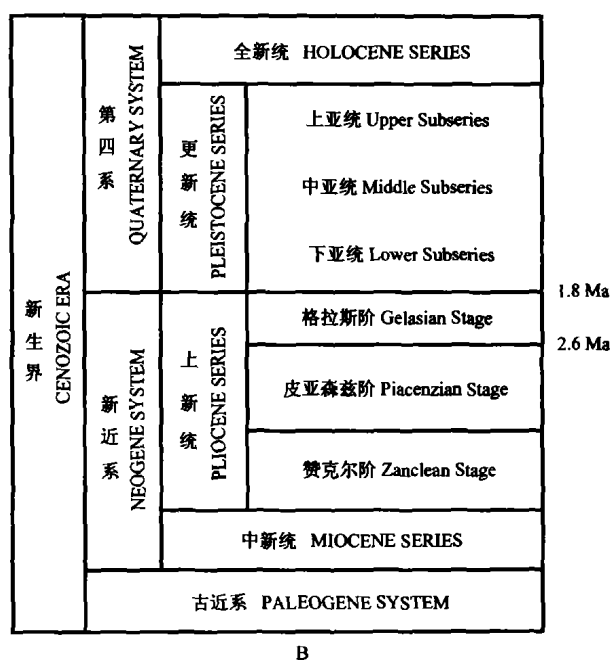 新生界
CENOZOIC ERA
第四系
QUATERNARY SYSTEM
全新统 HOLOCENE SERIES
更新统
PLEISTOCENE SERIES
上亚统 Upper Subseries
中亚统 Middle Subseries
下亚统 Lower Subseries
1.8 Ma
新近系
NEOGENE SYSTEM
上新统
PLIOCENE SERIES
格拉斯阶 Gelasian Stage
2.6 Ma
皮亚森兹阶 Piacenzian Stage
赞克尔阶 Zanclean Stage
中新统 MIOCENE SERIES
古近系 PALEOGENE SYSTEM
B